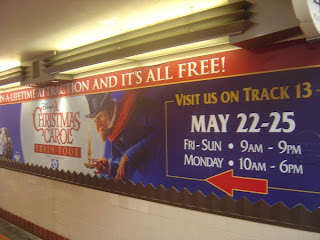 N-A-LIFETIME ATTRACTION AND IT'S ALL FREE!
Disney's
A
CHRISTMAS
CAROL
TRAIN TOUR
VISIT US ON TRACK 13
MAY 22-25
FRI-SUN • 9AM - 9PM
MONDAY • 10AM - 6PM